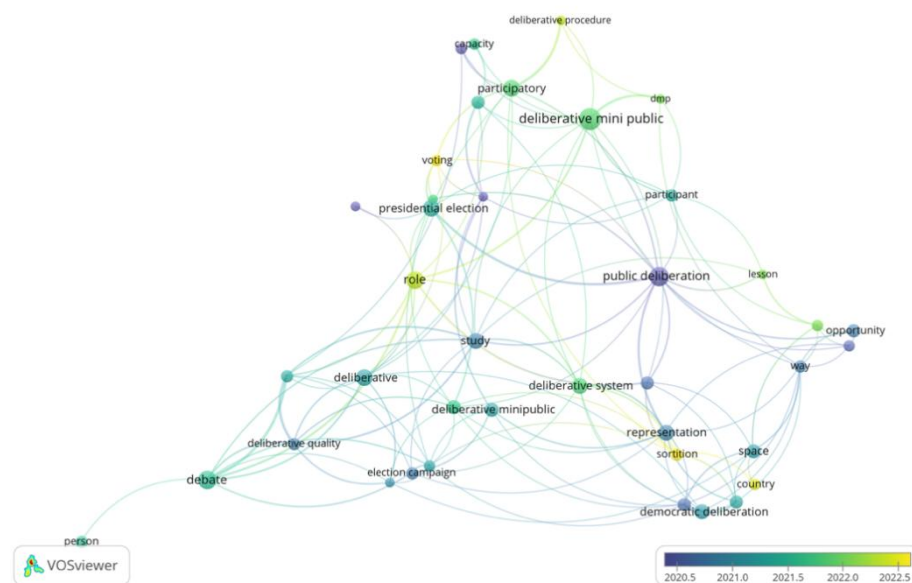 deliberative procedure
capacity
participatory
dmp
deliberative mini public
voting
participant
presidential election
public deliberation
lesson
role
opportunity
study
way
deliberative
deliberative system
deliberative minipublic
representation
deliberative quality
space
sortition
election campaign
debate
country
democratic deliberation
person
VOSviewer
2020.5 2021.0 2021.5 2022.0